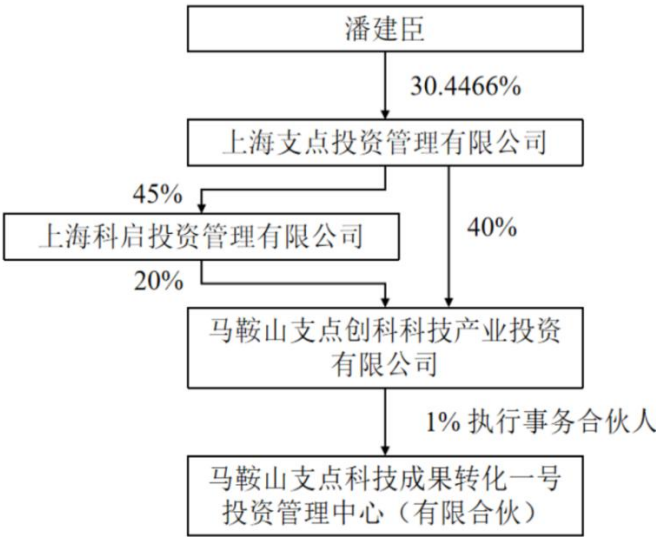 潘建臣
30.4466%
上海支点投资管理有限公司
45%
40%
上海科启投资管理有限公司
20%
马鞍山支点创科科技产业投资
有限公司
1% 执行事务合伙人
马鞍山支点科技成果转化一号
投资管理中心（有限合伙）